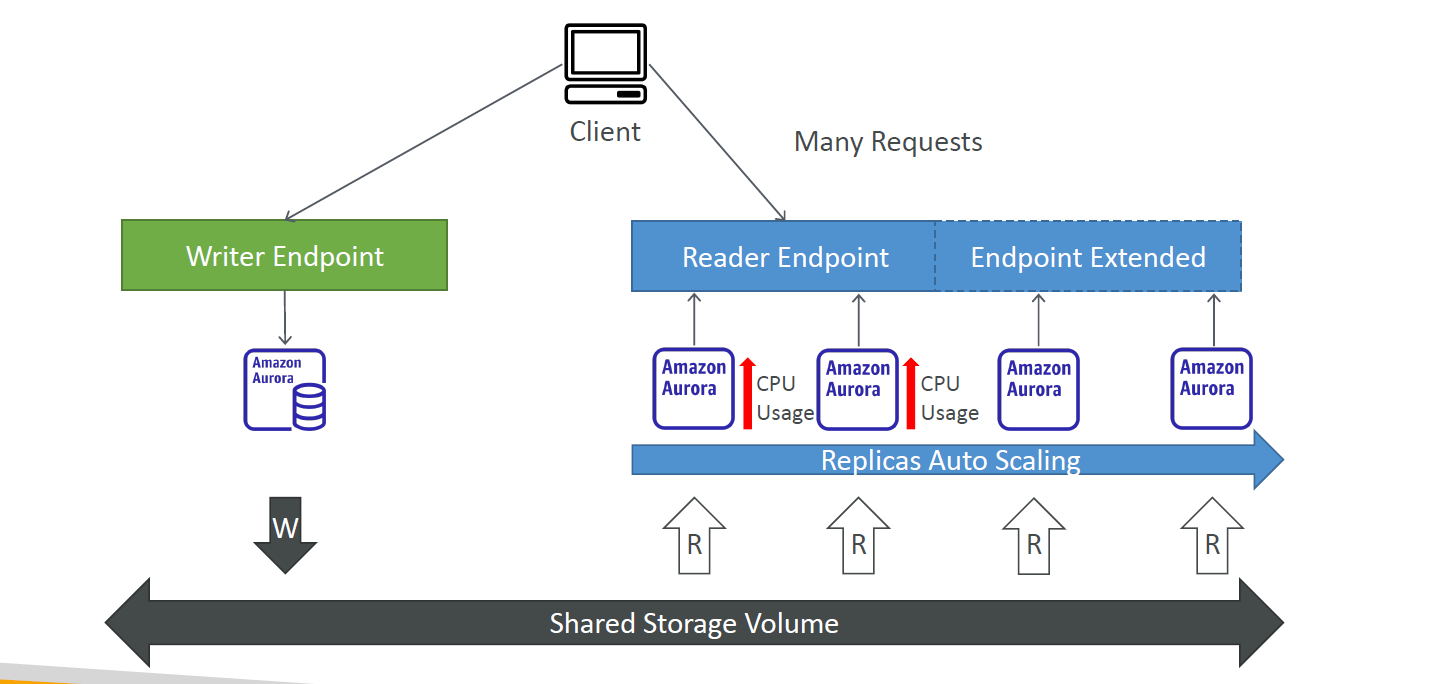 Client
Many Requests
Writer Endpoint
Reader Endpoint
Endpoint Extended
Amazon
Aurora
Amazon
Aurora
CPU
Usage
Amazon
Aurora
CPU
Usage
Amazon
Aurora
Amazon
Aurora
Replicas Auto Scaling
W
R
R
R
R
Shared Storage Volume